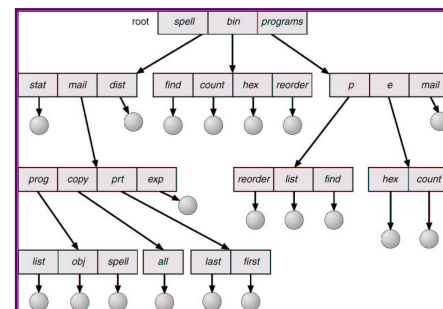 root spell bin programs
stat mail dist find count hex reorder p e mail
prog copy prt exp reorder list find hex count
list obj spell all last first